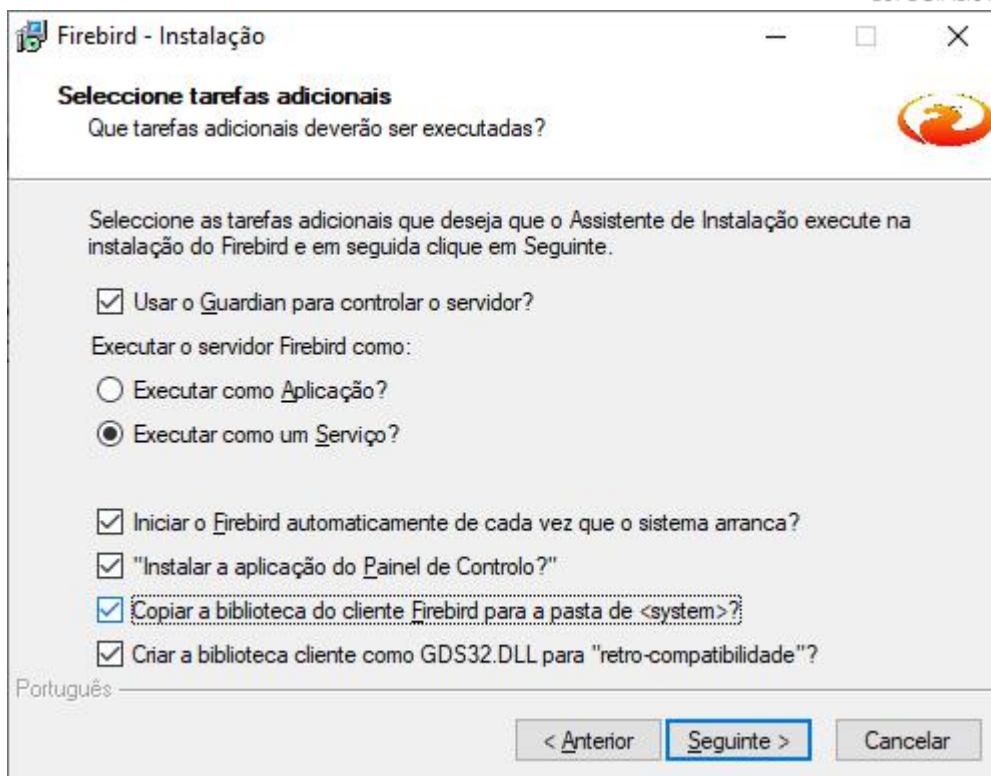 Firebird - Instalação
Seleccione tarefas adicionais
Que tarefas adicionais deverão ser executadas?
Seleccione as tarefas adicionais que deseja que o Assistente de Instalação execute na
instalação do Firebird e em seguida clique em Seguinte.
Usar o Guardian para controlar o servidor?
Executar o servidor Firebird como:
Executar como Aplicação?
Executar como um Serviço?
Iniciar o Firebird automaticamente de cada vez que o sistema arranca?
"Instalar a aplicação do Painel de Controlo?"
Copiar a biblioteca do cliente Firebird para a pasta de <system>?
Criar a biblioteca cliente como GDS32.DLL para "retro-compatibilidade"?
Português
< Anterior
Seguinte >
Cancelar